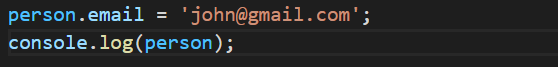 person.email = 'john@gmail.com';
console.log(person);